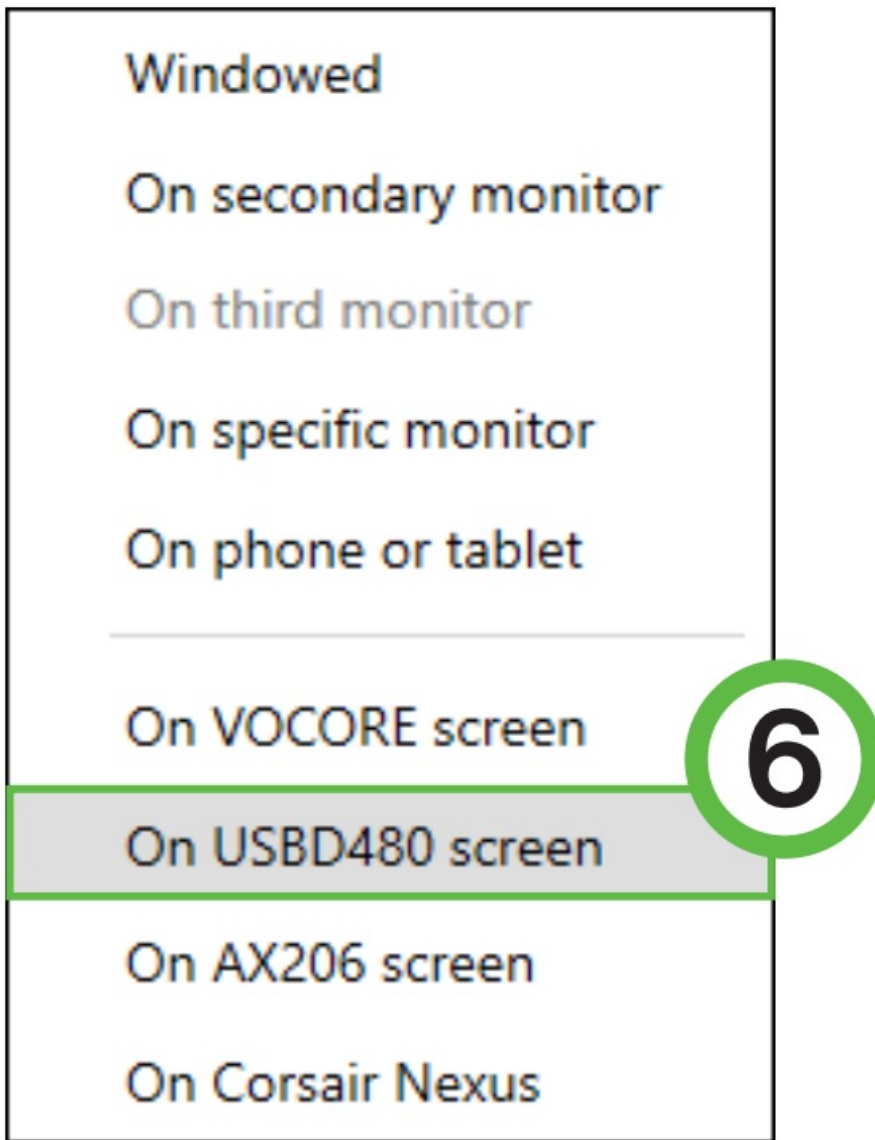 Windowed
On secondary monitor
On third monitor
On specific monitor
On phone or tablet
On VOCORE screen
6
On USBD480 screen
On AX206 screen
On Corsair Nexus